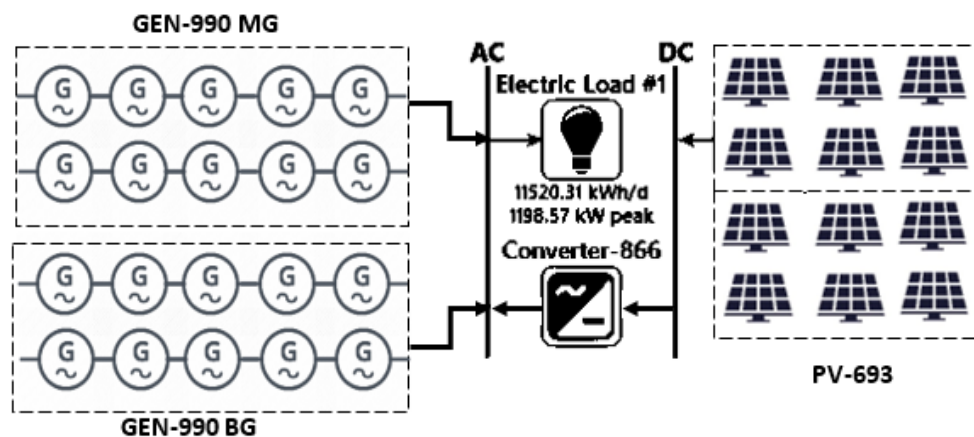 GEN-990 MG
AC
DC
Electric Load #1
11520.31 kWh/d
1198.57 kW peak
Converter-866
G G G G G
G G G G G
G G G G G
G G G G G
PV-693
GEN-990 BG